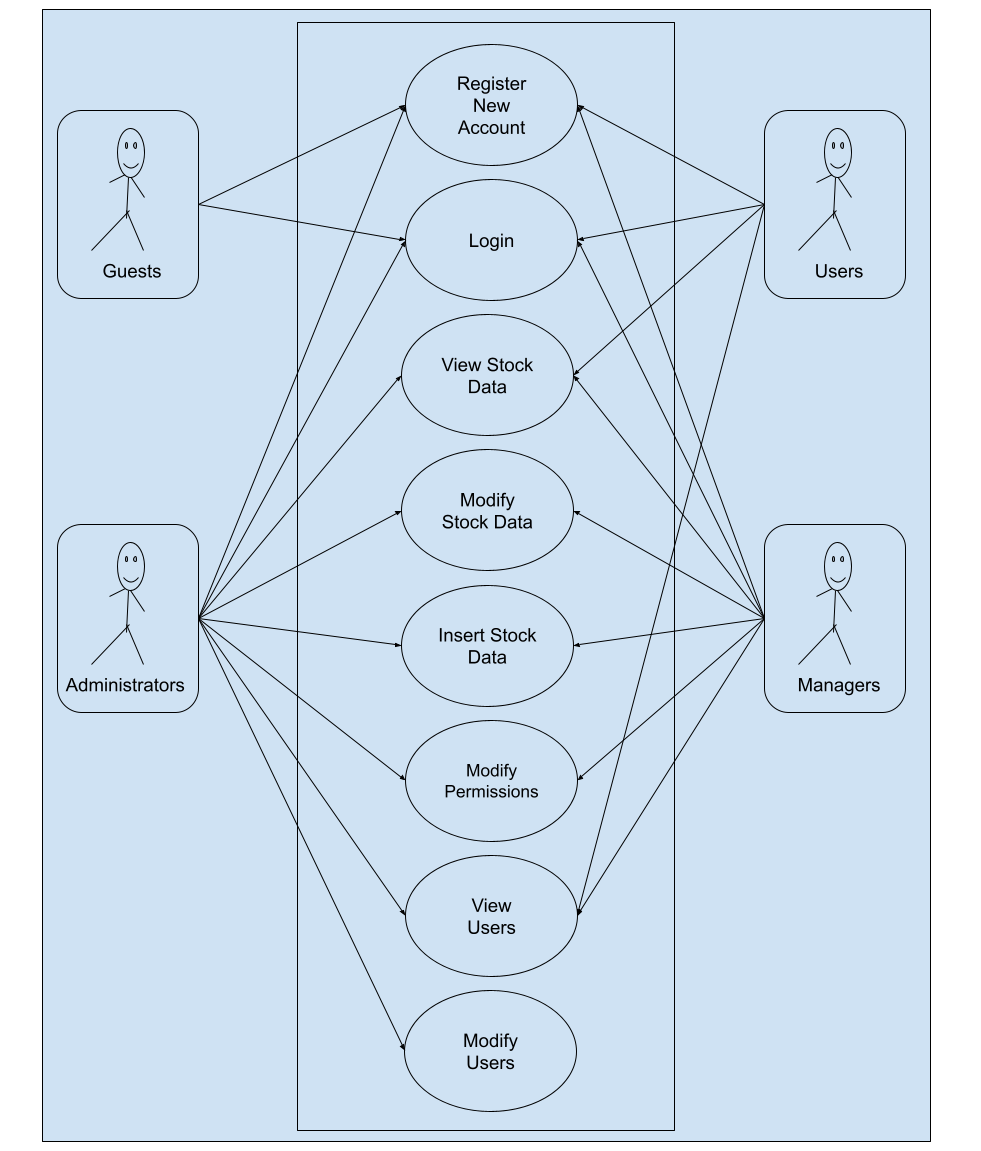 Register
New
Account
Guests
Login
Users
View Stock
Data
Modify
Stock Data
Administrators
Insert Stock
Data
Managers
Modify
Permissions
View
Users
Modify
Users